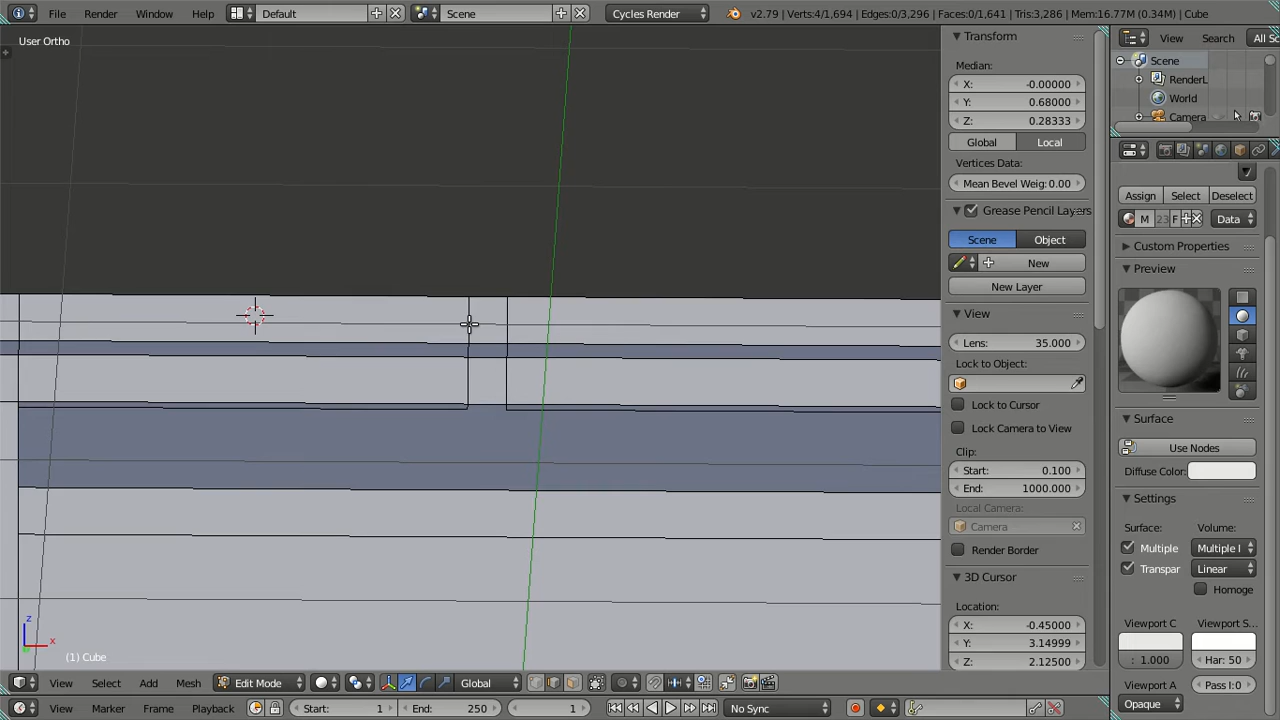 File Render Window Help Default Scene Cycles Render v2.79 | Verts:4/1,694 | Edges:0/3,296 | Faces:0/1,641 | Tris:3,286 | Mem:16.77M (0.34M) | Cube
User Ortho
Transform
Median:
X: -0.00000
Y: 0.68000
Z: 0.28333
Global Local
Vertices Data:
Mean Bevel Weig: 0.00
Grease Pencil Layers
Scene Object
New
New Layer
View
Lens: 35.000
Lock to Object:
Lock to Cursor
Lock Camera to View
Clip:
Start: 0.100
End: 1000.000
Local Camera:
Camera
Render Border
3D Cursor
Location:
X: -0.45000
Y: 3.14999
Z: 2.12500
View Search All Sc
Scene
RenderL
World
Camera
Assign Select Deselect
M 23 F Data
Custom Properties
Preview
Surface
Use Nodes
Diffuse Color:
Settings
Surface: Volume:
Multiple Multiple I
Transpar Linear
Homoge
Viewport C Viewport S...
: 1.000 Har: 50
Viewport A Pass I:0
Opaque
z
x
(1) Cube
View Select Add Mesh Edit Mode Global
View Marker Frame Playback Start: 1 End: 250 1 No Sync